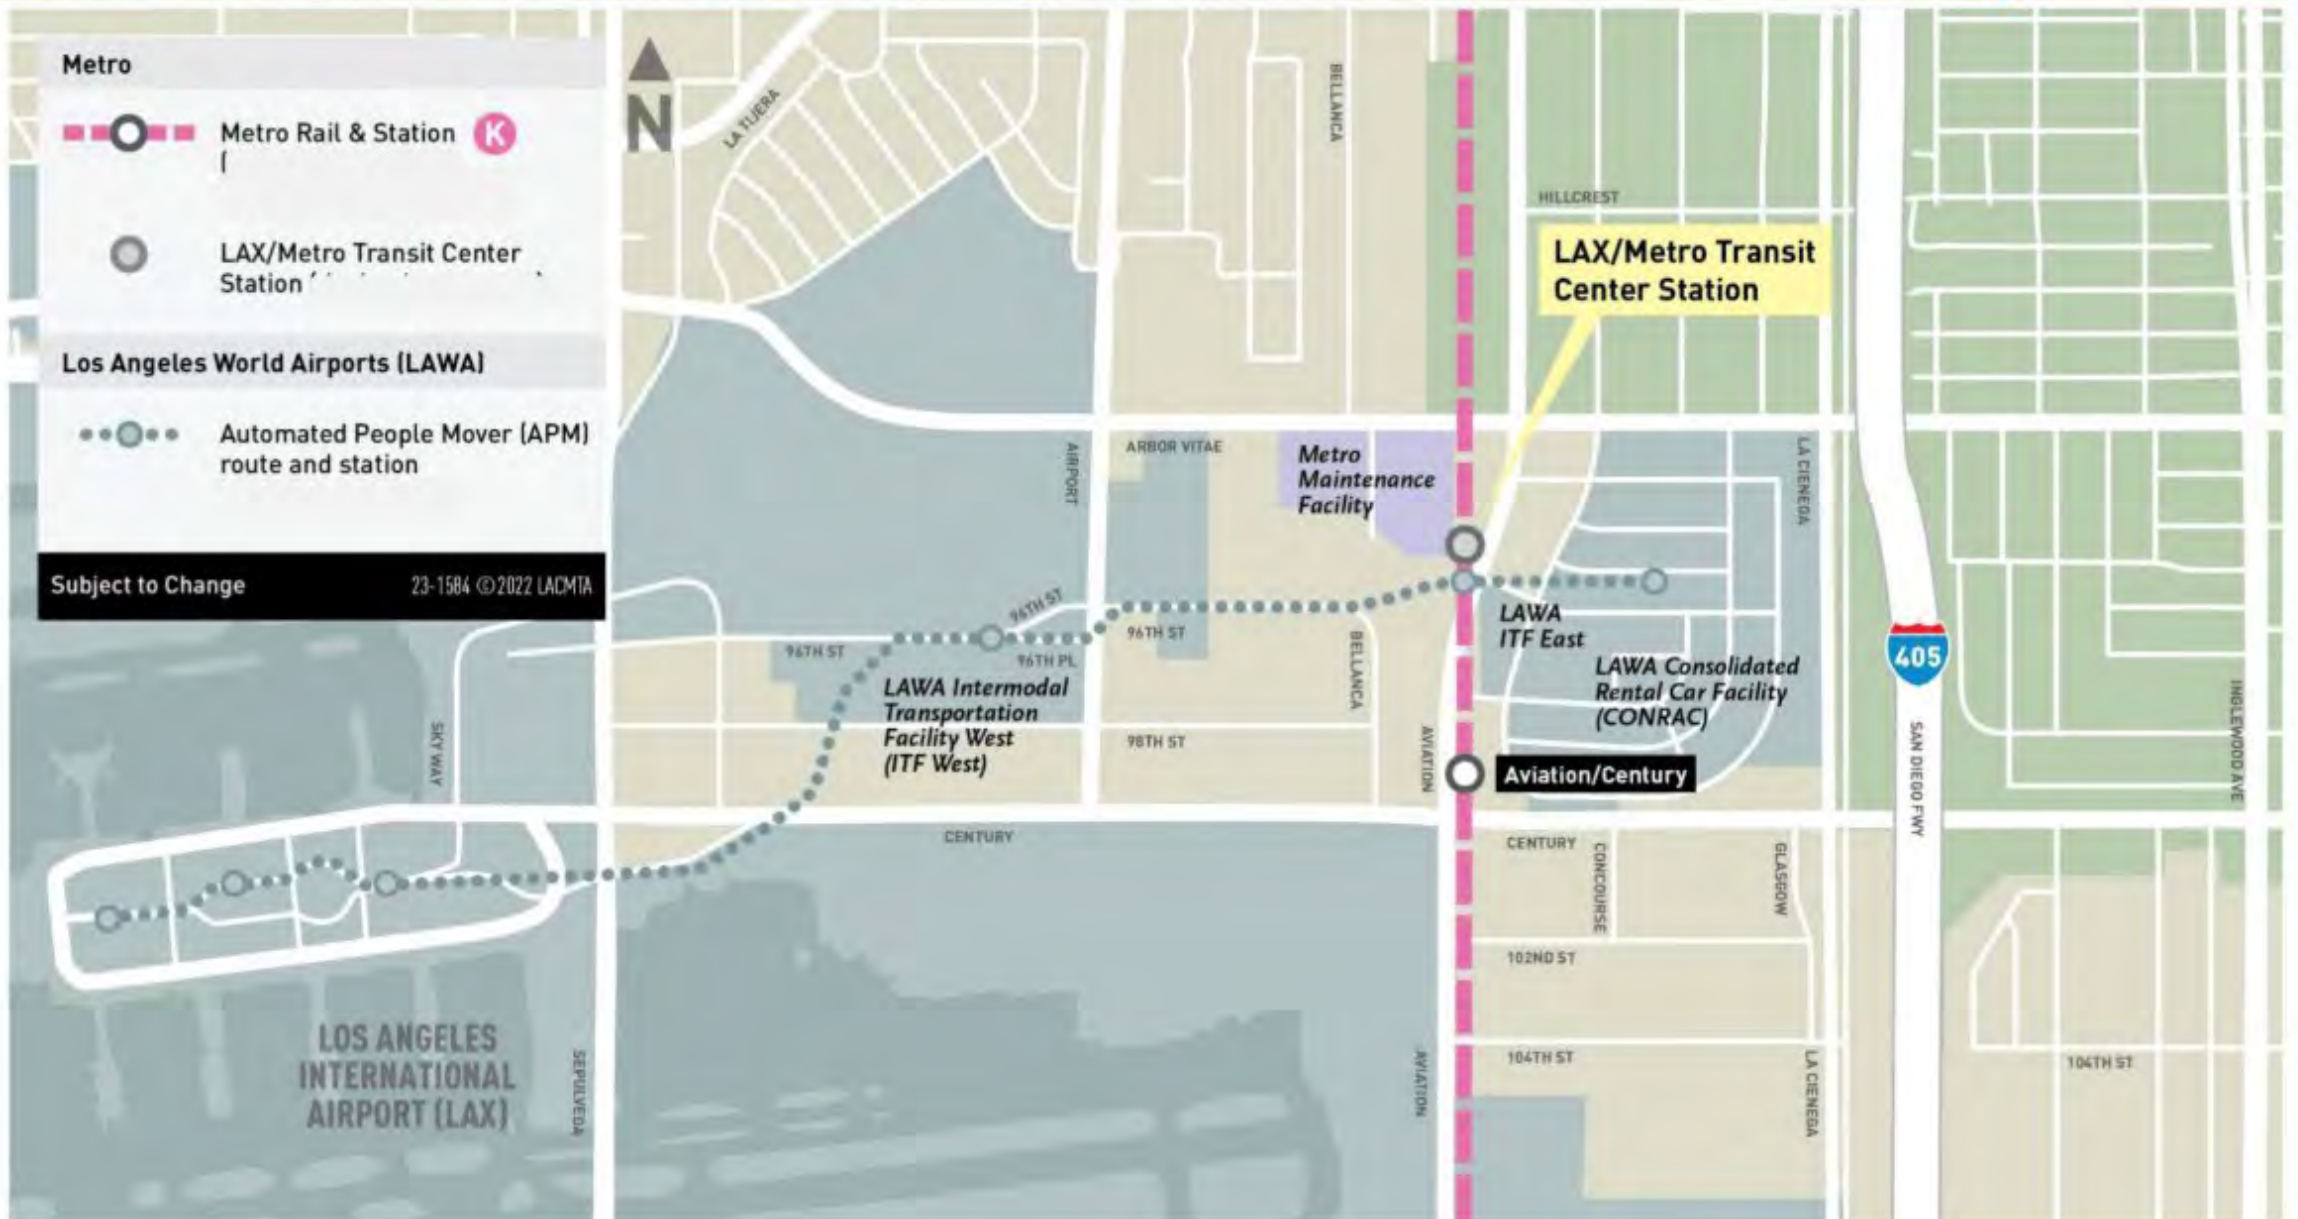 Metro
Metro Rail & Station K
(
LAX/Metro Transit Center
Station
Los Angeles World Airports (LAWA)
Automated People Mover (APM)
route and station
Subject to Change 23-1584 ©2022 LACMTA
N
LA TIJERA
BELLANCA
HILLCREST
LAX/Metro Transit
Center Station
ARBOR VITAE
AIRPORT
Metro
Maintenance
Facility
LA CIENEGA
96TH ST
96TH ST
96TH ST
96TH PL
LAWA Intermodal
Transportation
Facility West
(ITF West)
BELLANCA
LAWA
ITF East
LAWA Consolidated
Rental Car Facility
(CONRAC)
405
SKY WAY
98TH ST
AVIATION
Aviation/Century
SAN DIEGO FWY
INGLEWOOD AVE
CENTURY
CENTURY
CONCOURSE
GLASGOW
102ND ST
LOS ANGELES
INTERNATIONAL
AIRPORT (LAX)
SEPULVEDA
AVIATION
104TH ST
LA CIENEGA
104TH ST